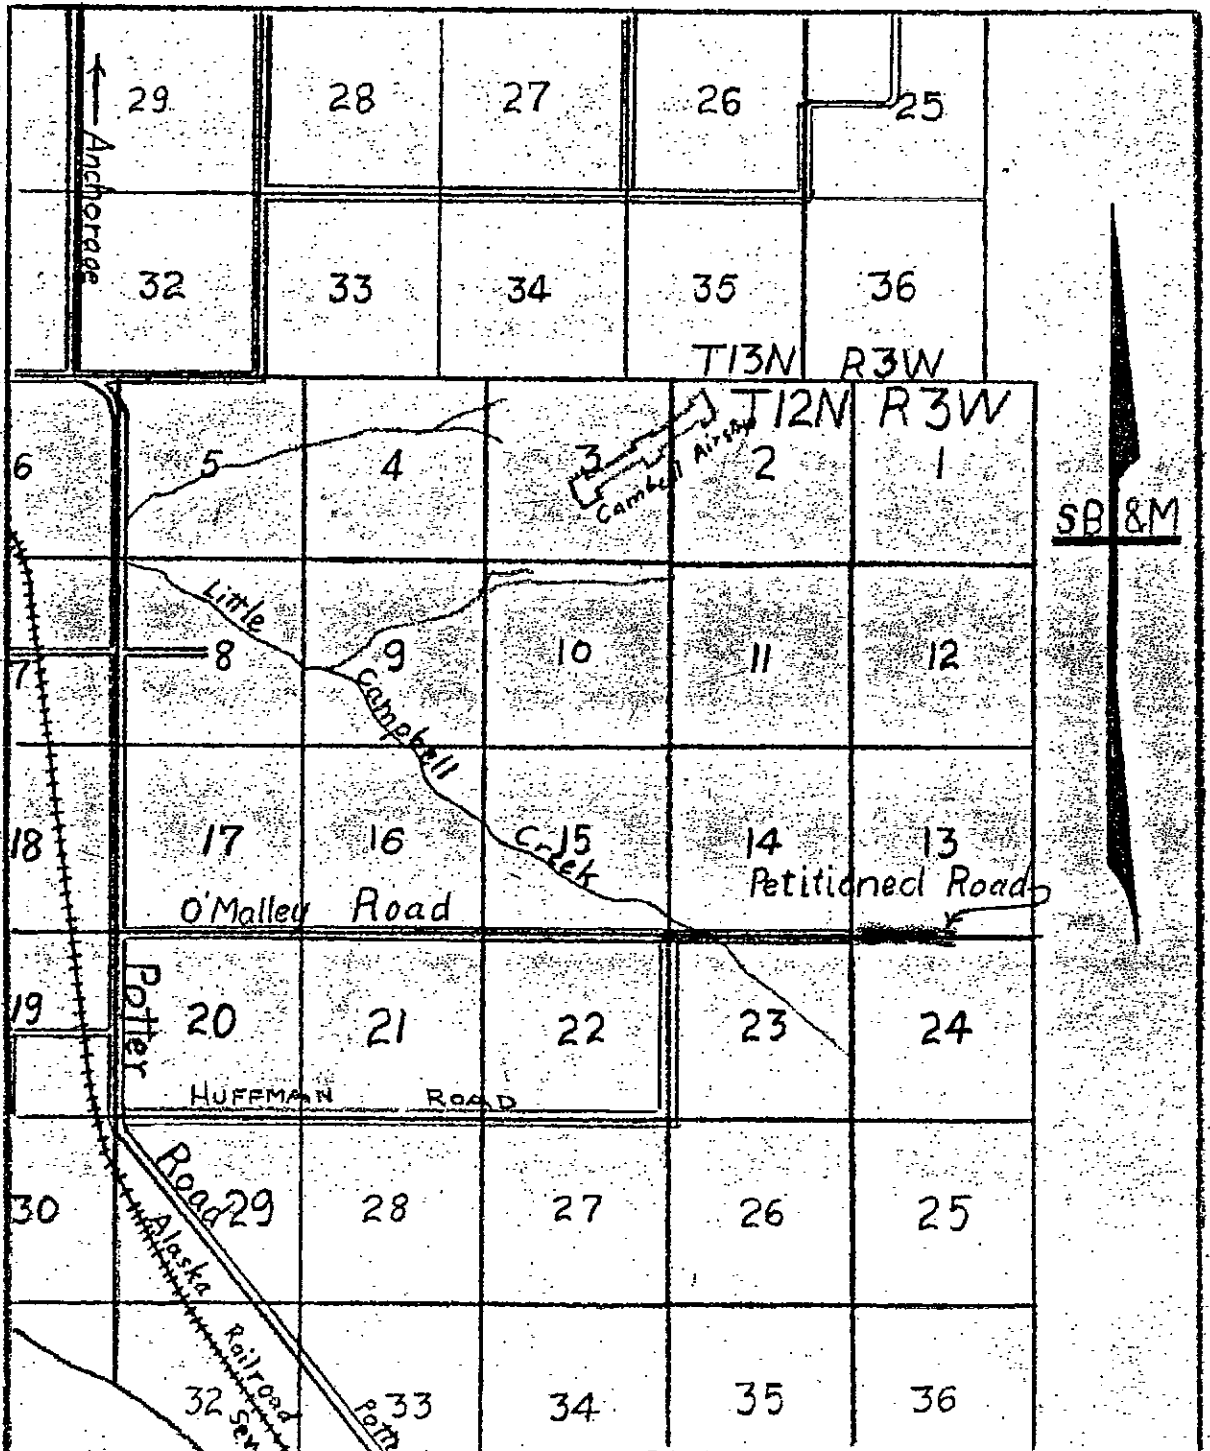 29 28 27 26 25
Anchorage
32 33 34 35 36
T13N R3W
T12N R3W
6 5 4 3 2 1
Cambell Airstrip
SB&M
Little
7 8 9 10 11 12
Campbell
18 17 16 15 14 13
Creek
Petitioned Road
O'Malley Road
19 20 21 22 23 24
Potter
HUFFMAN ROAD
Road
30 29 28 27 26 25
Alaska
Railroad
32 33 34 35 36